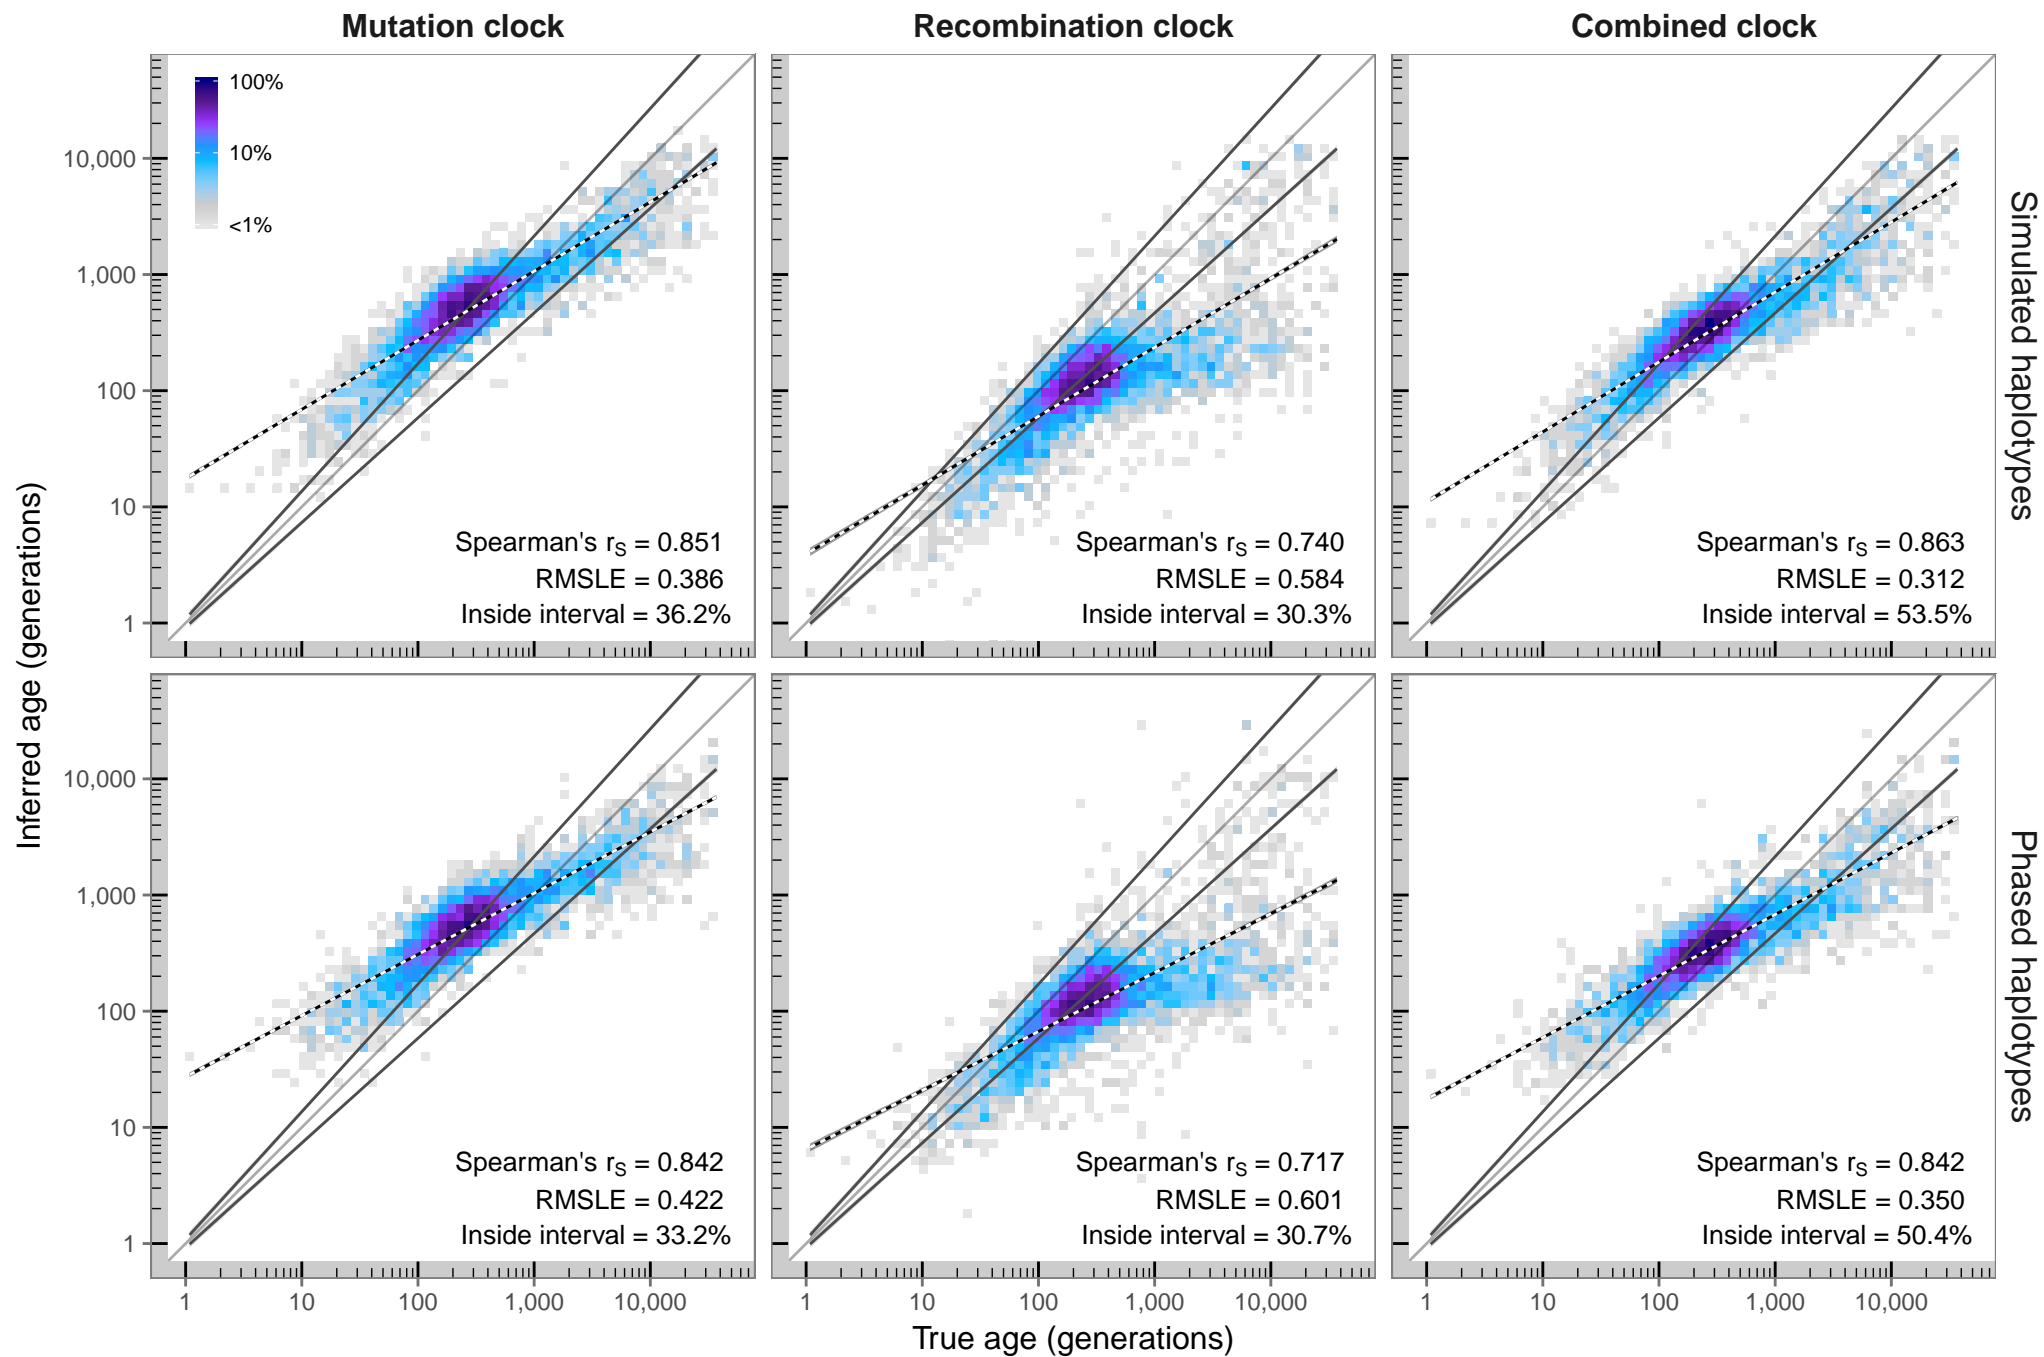 Mutation clock
Recombination clock
Combined clock
100%
10%
<1%
10,000
1,000
100
10
1
Spearman's rS = 0.851
RMSLE = 0.386
Inside interval = 36.2%
Spearman's rS = 0.740
RMSLE = 0.584
Inside interval = 30.3%
Spearman's rS = 0.863
RMSLE = 0.312
Inside interval = 53.5%
Simulated haplotypes
Inferred age (generations)
10,000
1,000
100
10
1
Spearman's rS = 0.842
RMSLE = 0.422
Inside interval = 33.2%
Spearman's rS = 0.717
RMSLE = 0.601
Inside interval = 30.7%
Spearman's rS = 0.842
RMSLE = 0.350
Inside interval = 50.4%
Phased haplotypes
1 10 100 1,000 10,000
1 10 100 1,000 10,000
1 10 100 1,000 10,000
True age (generations)